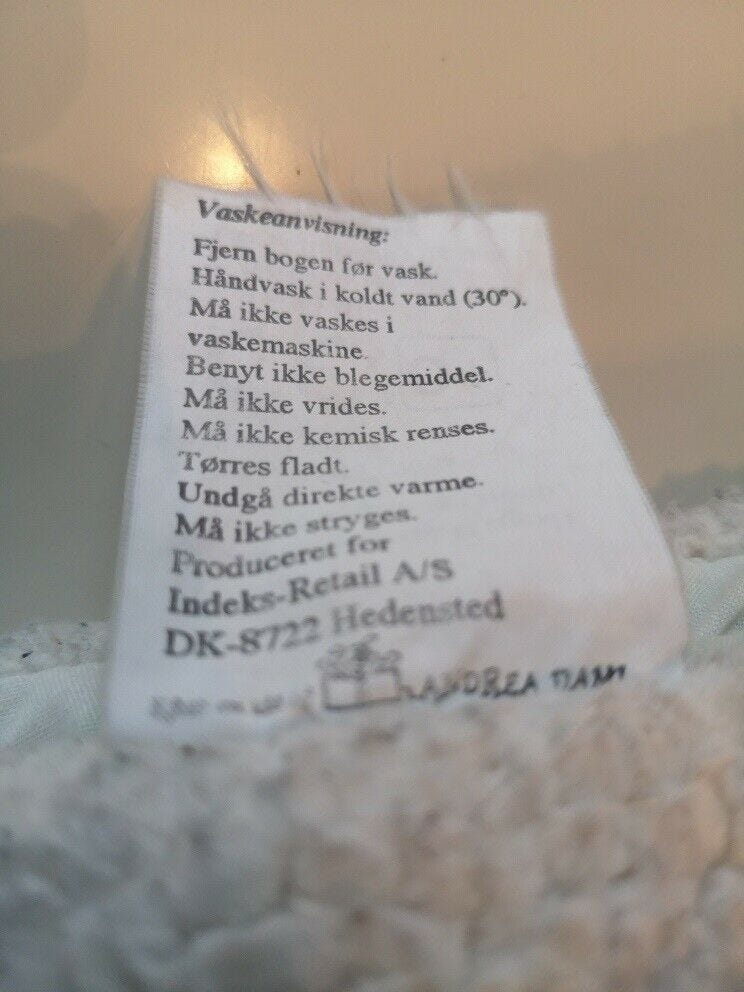 Vaskeanvisning:
Fjern bogen før vask.
Håndvask i koldt vand (30°).
Må ikke vaskes i
vaskemaskine.
Benyt ikke blegemiddel.
Må ikke vrides.
Må ikke kemisk renses.
Tørres fladt.
Undgå direkte varme.
Må ikke stryges.
Produceret for
Indeks-Retail A/S
DK-8722 Hedensted
ANDREA